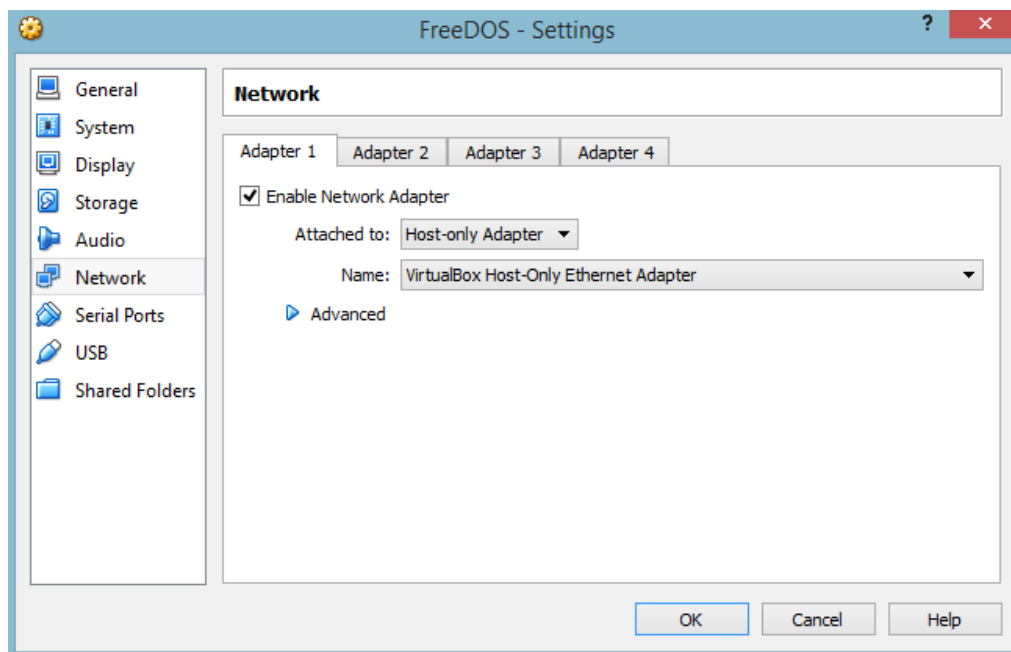 FreeDOS - Settings
?
General
System
Display
Storage
Audio
Network
Serial Ports
USB
Shared Folders
Network
Adapter 1 Adapter 2 Adapter 3 Adapter 4
Enable Network Adapter
Attached to: Host-only Adapter
Name: VirtualBox Host-Only Ethernet Adapter
Advanced
OK Cancel Help